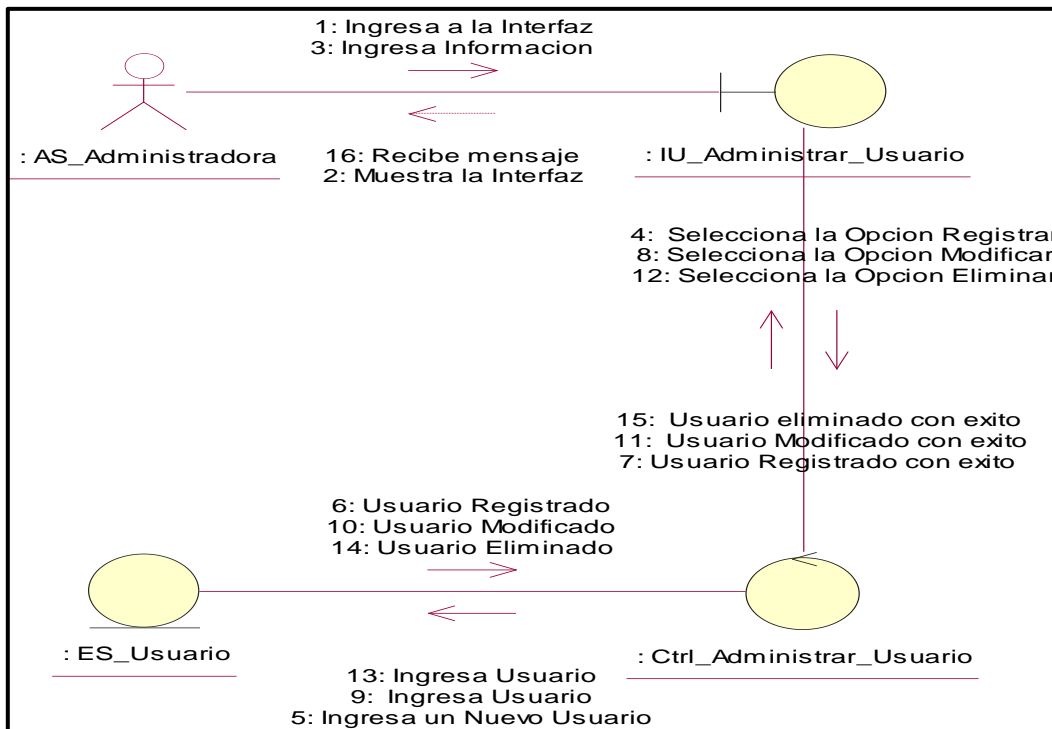 1: Ingresa a la Interfaz
3: Ingresa Informacion
: AS_Administradora
16: Recibe mensaje
2: Muestra la Interfaz
: IU_Administrar_Usuario
4:  Selecciona la Opcion Registrar
8: Selecciona la Opcion Modificar
12: Selecciona la Opcion Eliminar
15:  Usuario eliminado con exito
11:  Usuario Modificado con exito
7: Usuario Registrado con exito
6: Usuario Registrado
10: Usuario Modificado
14: Usuario Eliminado
: ES_Usuario
: Ctrl_Administrar_Usuario
13: Ingresa Usuario
9:  Ingresa Usuario
5: Ingresa un Nuevo Usuario